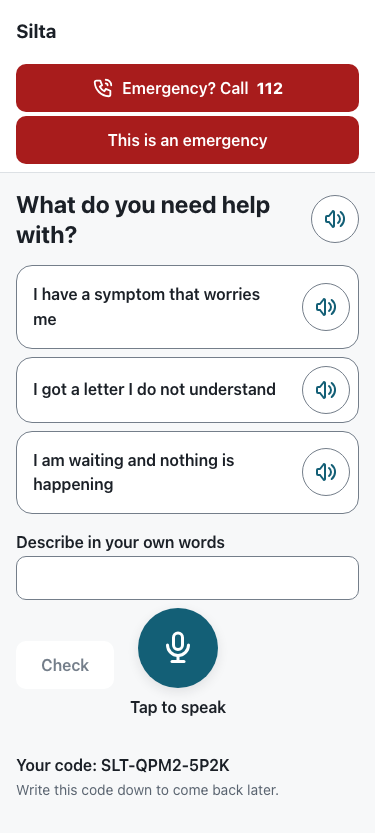 Silta
Emergency? Call 112
This is an emergency
What do you need help
with?
I have a symptom that worries
me
I got a letter I do not understand
I am waiting and nothing is
happening
Describe in your own words
Check
Tap to speak
Your code: SLT-QPM2-5P2K
Write this code down to come back later.